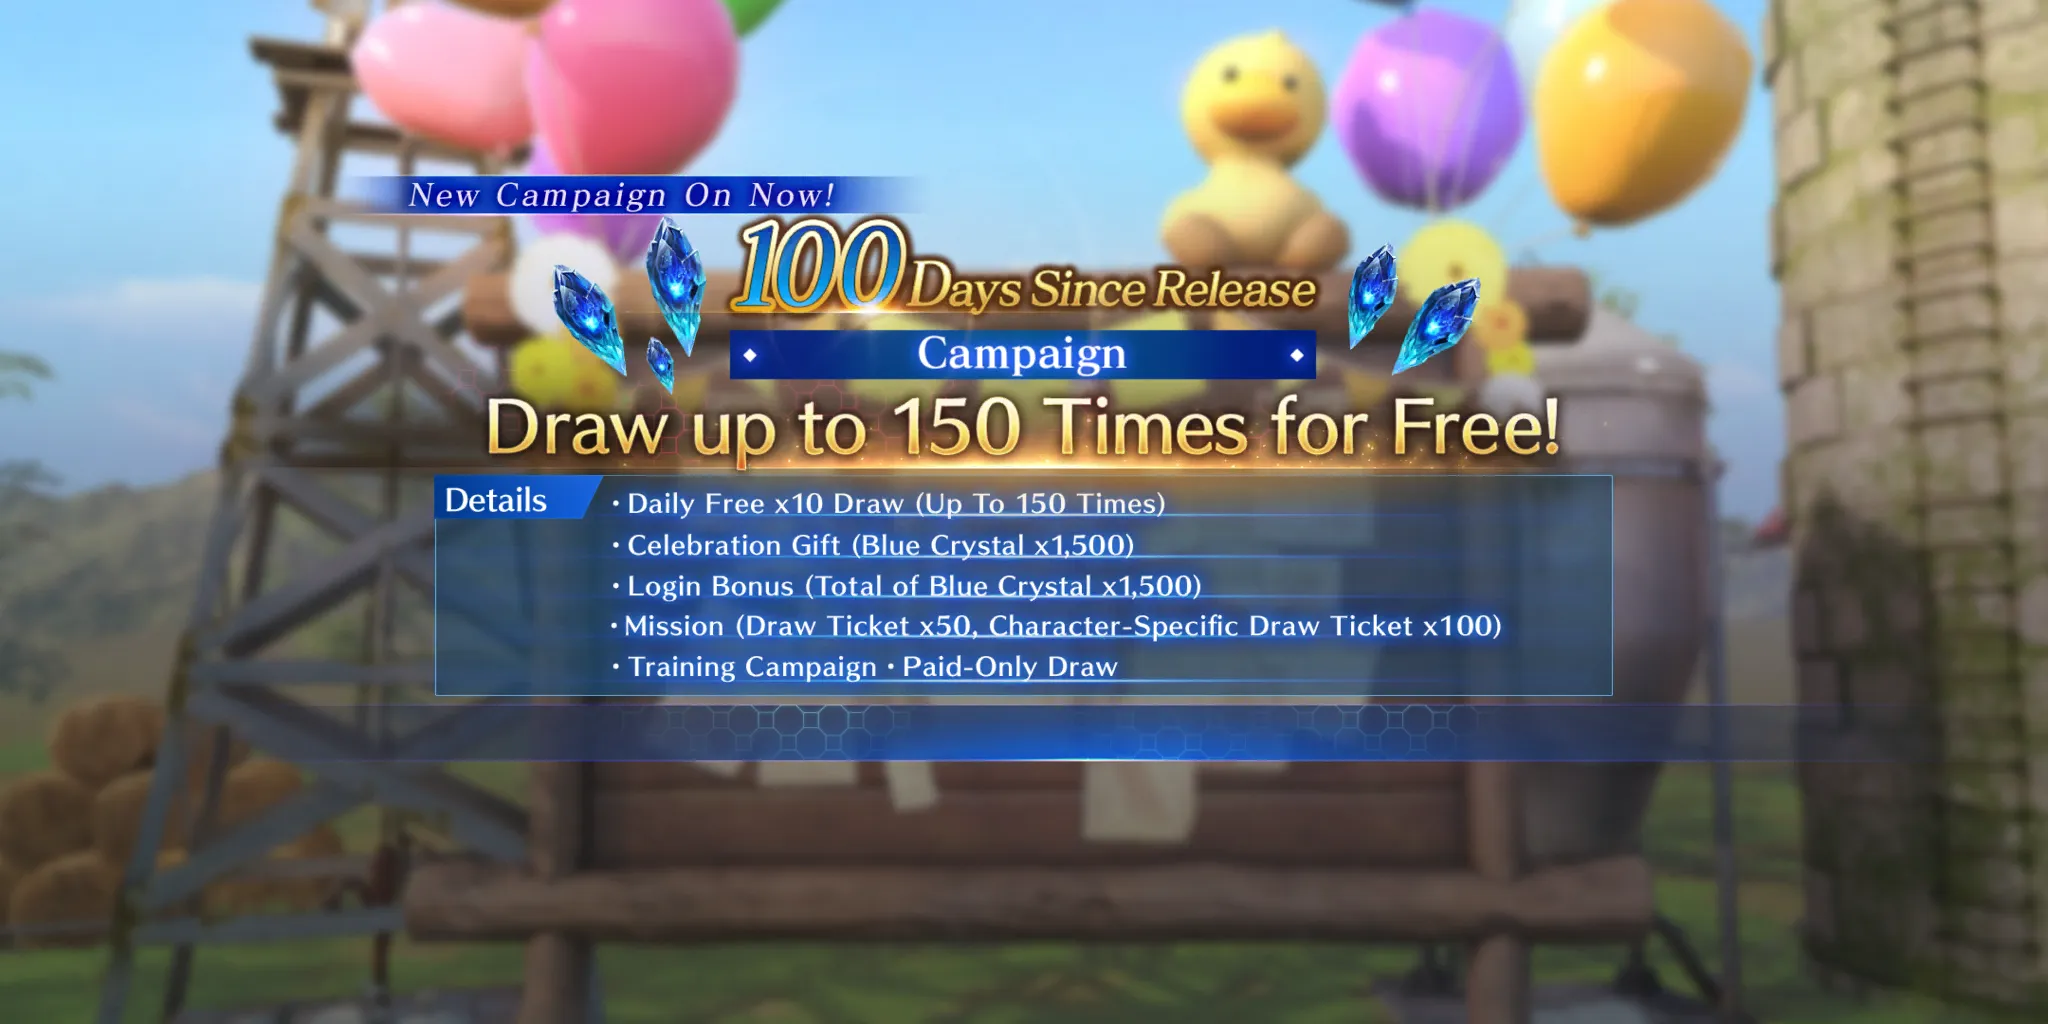 New Campaign On Now!
100 Days Since Release
Campaign
Draw up to 150 Times for Free!
Details
・Daily Free x10 Draw (Up To 150 Times)
・Celebration Gift (Blue Crystal x1,500)
・Login Bonus (Total of Blue Crystal x1,500)
・Mission (Draw Ticket x50, Character-Specific Draw Ticket x100)
・Training Campaign・Paid-Only Draw